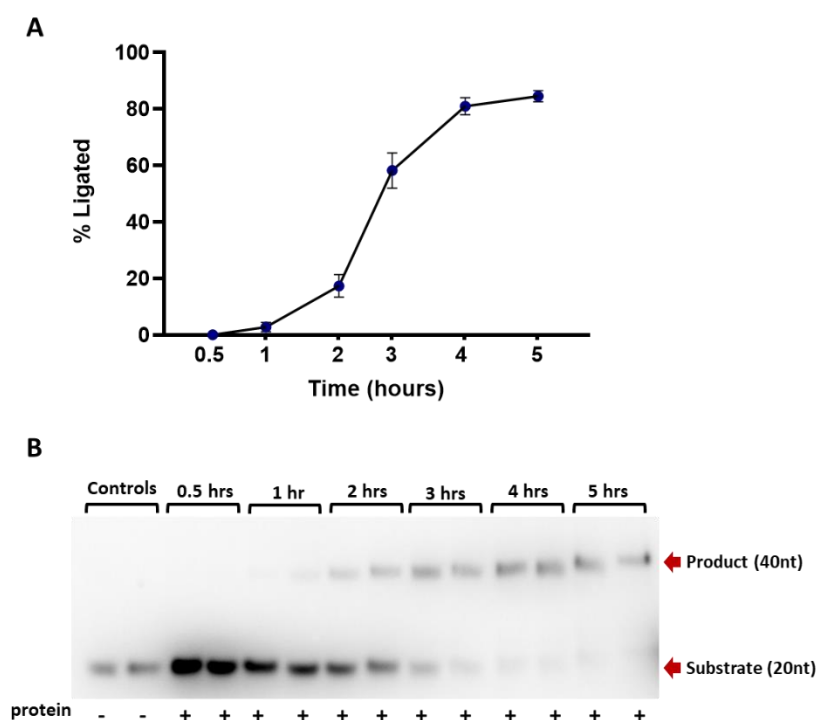 A
100
80
60
40
20
0
% Ligated
0.5 1 2 3 4 5
Time (hours)
B
Controls 0.5 hrs 1 hr 2 hrs 3 hrs 4 hrs 5 hrs
Product (40nt)
Substrate (20nt)
protein - - + + + + + + + + + + + +